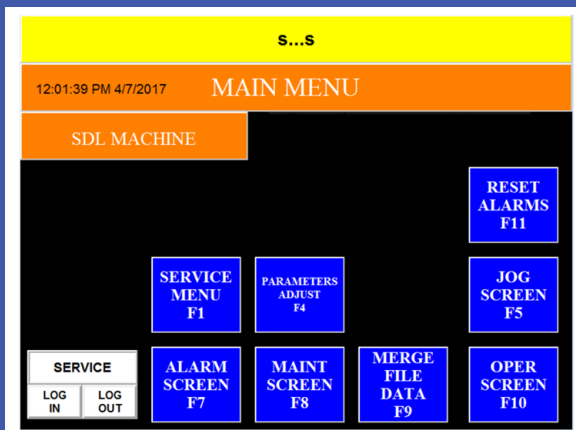 s...s
12:01:39 PM 4/7/2017
MAIN MENU
SDL MACHINE
RESET
ALARMS
F11
SERVICE
MENU
F1
PARAMETERS
ADJUST
F4
JOG
SCREEN
F5
SERVICE
LOG
IN
LOG
OUT
ALARM
SCREEN
F7
MAINT
SCREEN
F8
MERGE
FILE
DATA
F9
OPER
SCREEN
F10